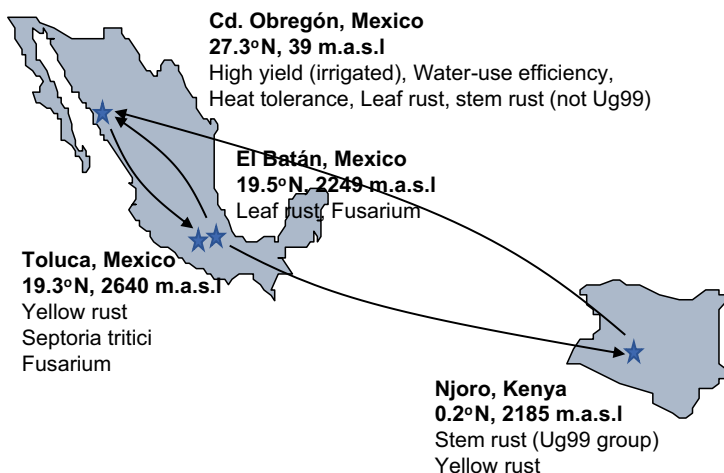 Cd. Obregón, Mexico
27.3°N, 39 m.a.s.l
High yield (irrigated), Water-use efficiency,
Heat tolerance, Leaf rust, stem rust (not Ug99)
El Batán, Mexico
19.5°N, 2249 m.a.s.l
Leaf rust, Fusarium
Toluca, Mexico
19.3°N, 2640 m.a.s.l
Yellow rust
Septoria tritici
Fusarium
Njoro, Kenya
0.2°N, 2185 m.a.s.l
Stem rust (Ug99 group)
Yellow rust